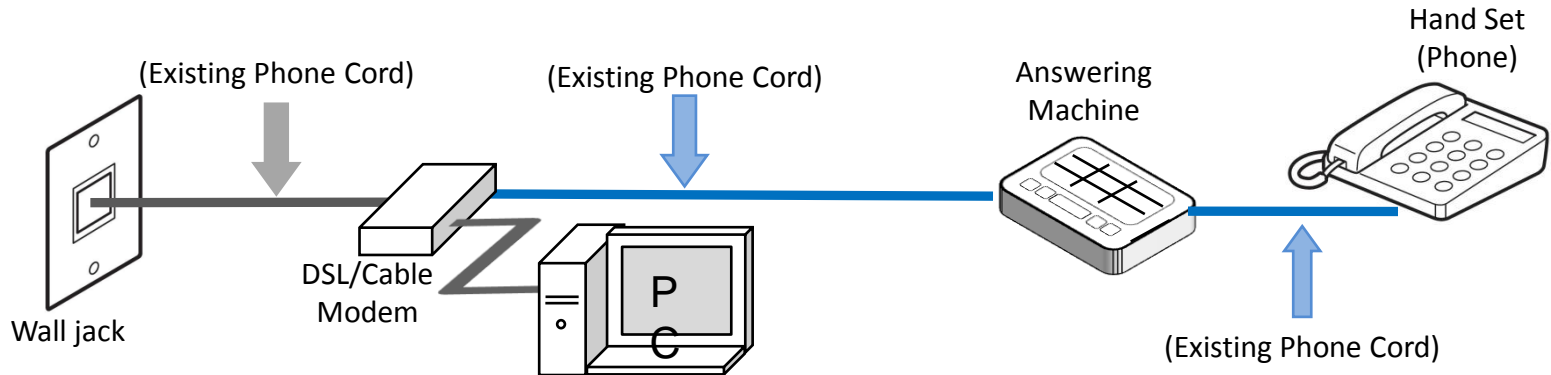 Hand Set
(Phone)
(Existing Phone Cord)
(Existing Phone Cord)
Answering
Machine
DSL/Cable
Modem
P
C
Wall jack
(Existing Phone Cord)